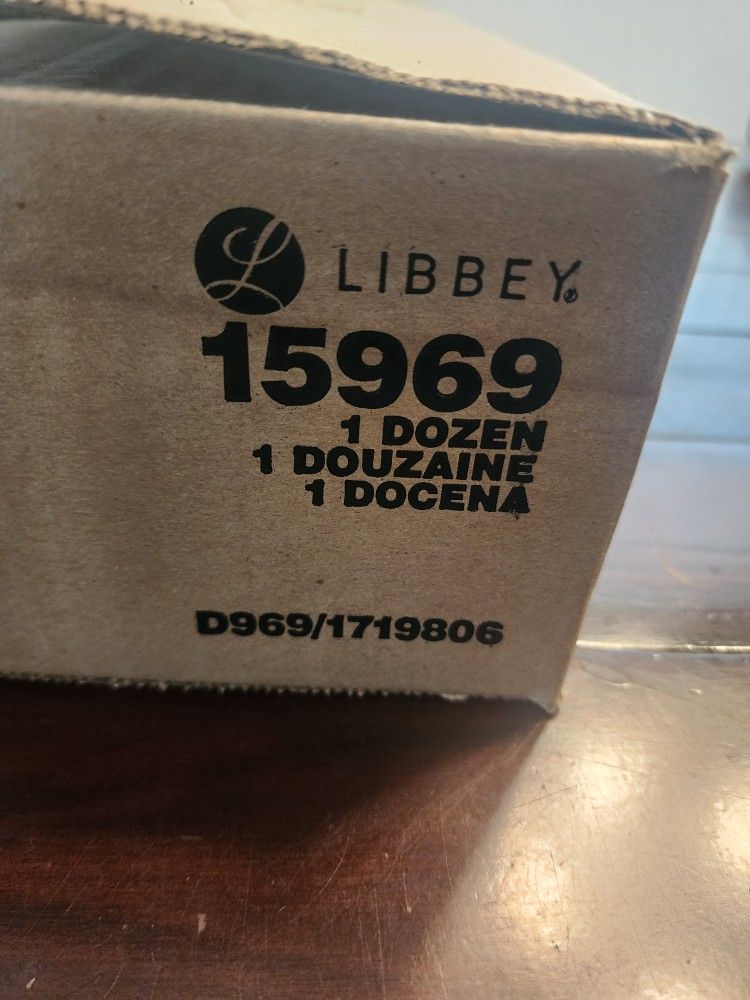 L LIBBEY®
15969
1 DOZEN
1 DOUZAINE
1 DOCENA
D969/1719806